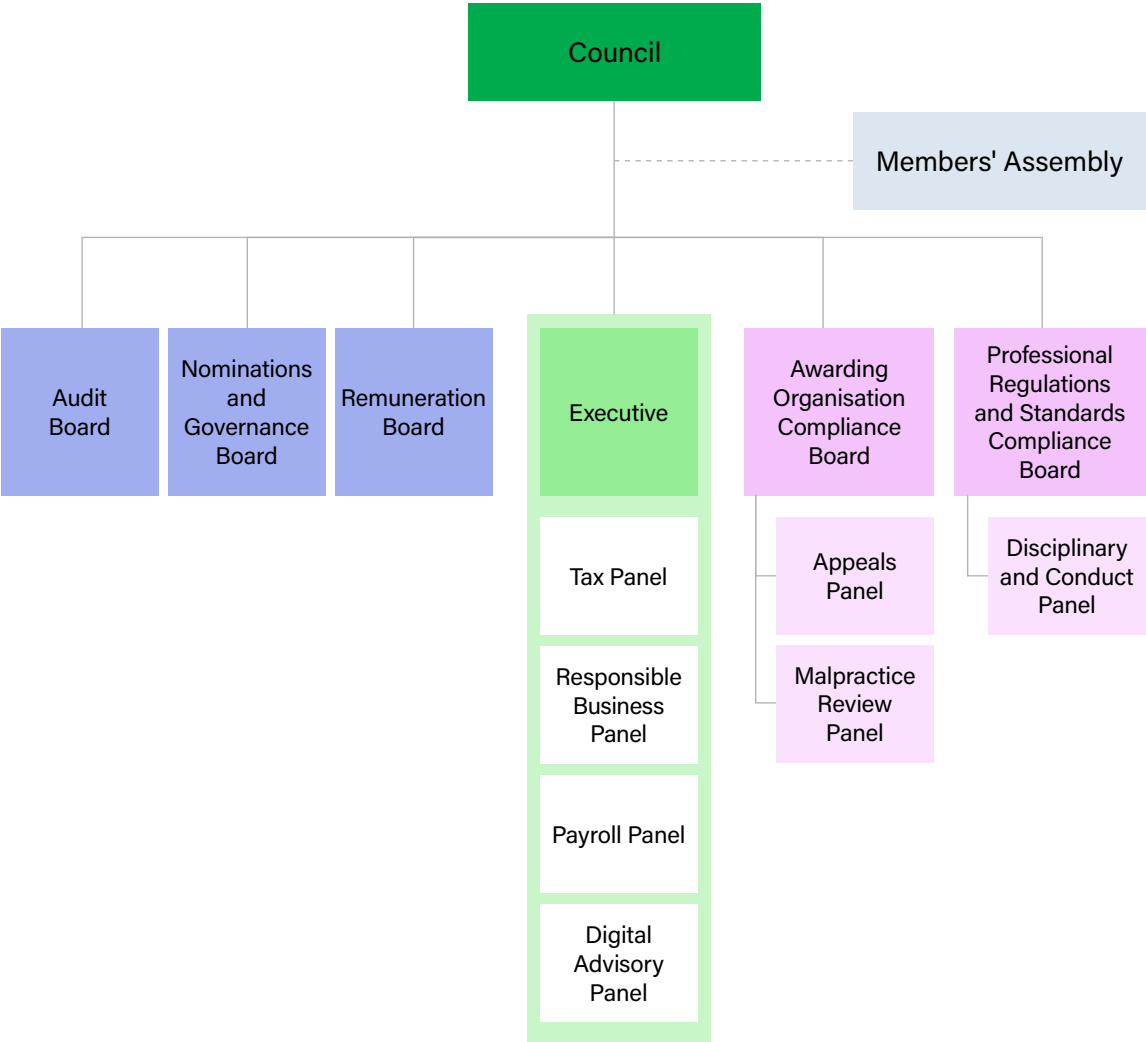 Council
Members' Assembly
Audit
Board
Nominations
and
Governance
Board
Remuneration
Board
Executive
Awarding
Organisation
Compliance
Board
Professional
Regulations
and Standards
Compliance
Board
Tax Panel
Responsible
Business
Panel
Payroll Panel
Digital
Advisory
Panel
Appeals
Panel
Malpractice
Review
Panel
Disciplinary
and Conduct
Panel